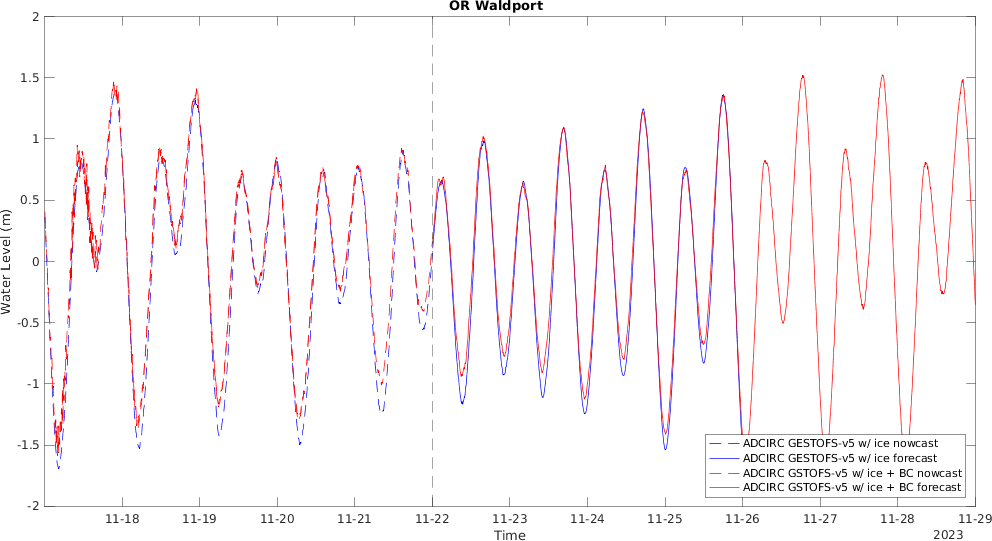 OR Waldport
2
1.5
1
0.5
0
-0.5
-1
-1.5
-2
Water Level (m)
ADCIRC GESTOFS-v5 w/ ice nowcast
ADCIRC GESTOFS-v5 w/ ice forecast
ADCIRC GSTOFS-v5 w/ ice + BC nowcast
ADCIRC GSTOFS-v5 w/ ice + BC forecast
11-18 11-19 11-20 11-21 11-22 11-23 11-24 11-25 11-26 11-27 11-28 11-29
Time
2023